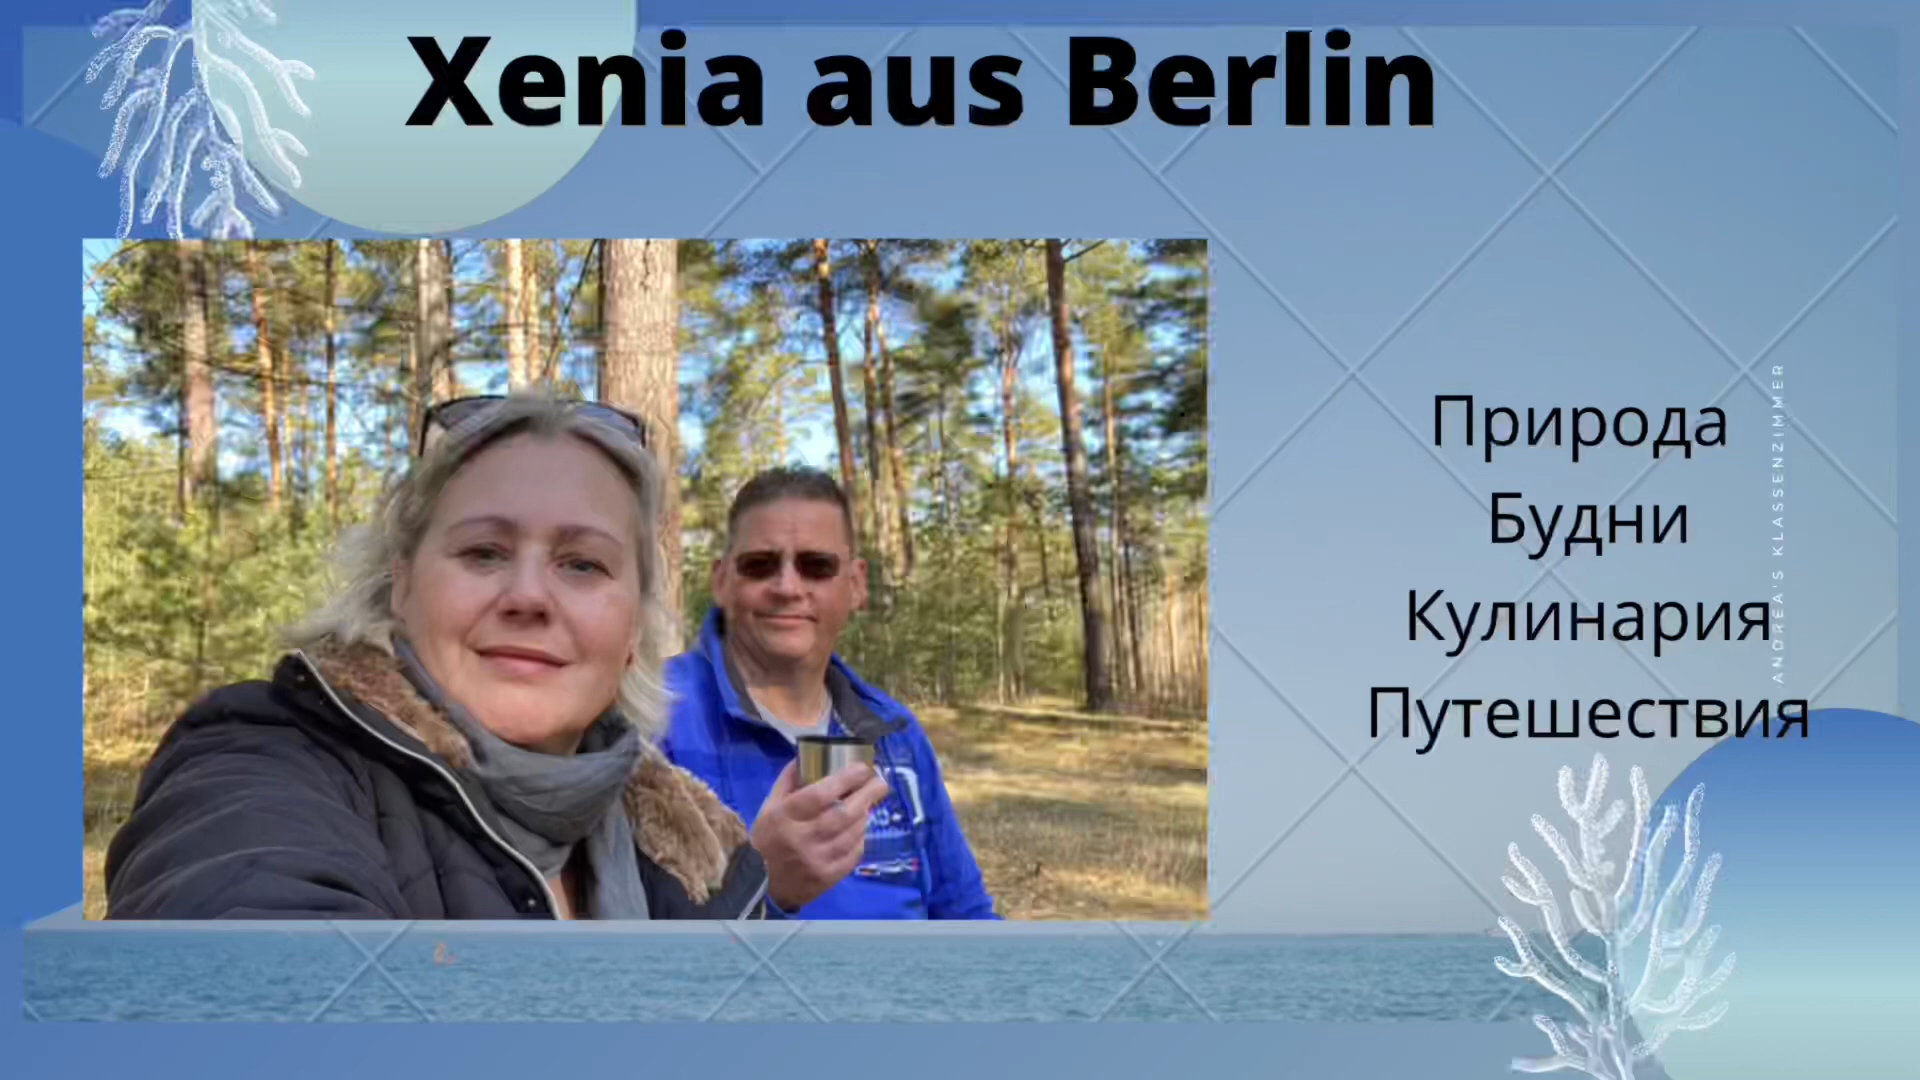 Xenia aus Berlin
Природа
Будни
Кулинария
Путешествия
ANDREA'S KLASSENZIMMER